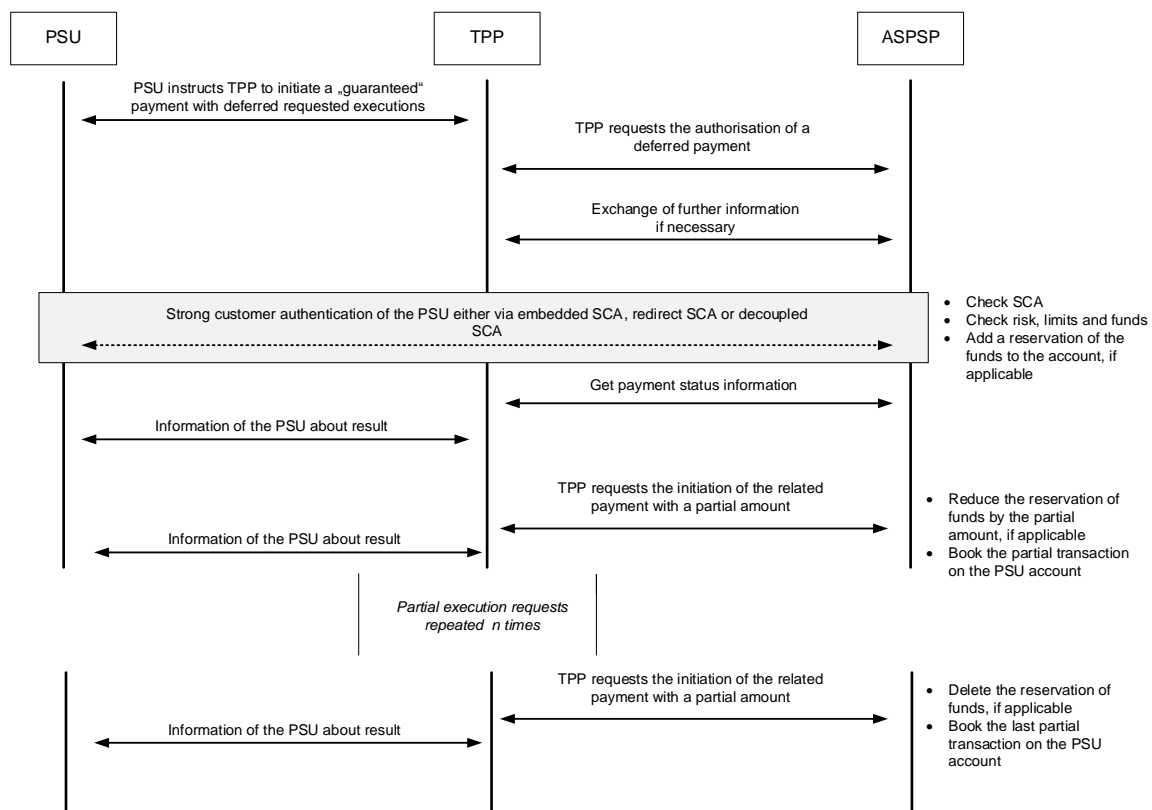 PSU
TPP
ASPSP
PSU instructs TPP to initiate a „guaranteed“
payment with deferred requested executions
TPP requests the authorisation of a
deferred payment
Exchange of further information
if necessary
Strong customer authentication of the PSU either via embedded SCA, redirect SCA or decoupled
SCA
• Check SCA
• Check risk, limits and funds
• Add a reservation of the
funds to the account, if
applicable
Get payment status information
Information of the PSU about result
TPP requests the initiation of the related
payment with a partial amount
Information of the PSU about result
• Reduce the reservation of
funds by the partial
amount, if applicable
• Book the partial transaction
on the PSU account
Partial execution requests
repeated n times
TPP requests the initiation of the related
payment with a partial amount
Information of the PSU about result
• Delete the reservation of
funds, if applicable
• Book the last partial
transaction on the PSU
account